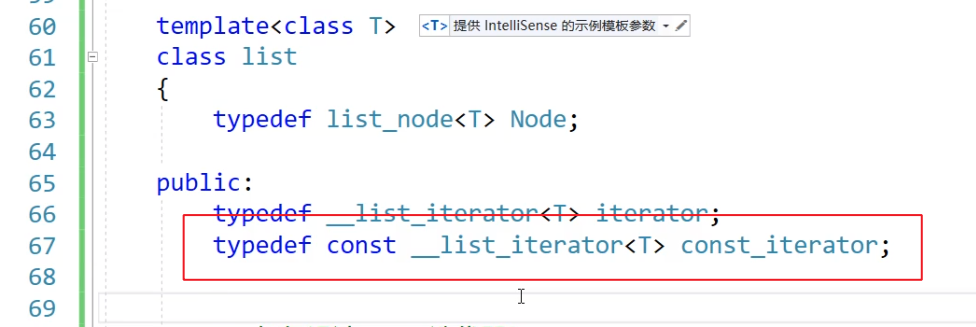 60 template<class T> <T> 提供 IntelliSense 的示例模板参数
61 class list
62 {
63 typedef list_node<T> Node;
64
65 public:
66 typedef __list_iterator<T> iterator;
67 typedef const __list_iterator<T> const_iterator;
68
69